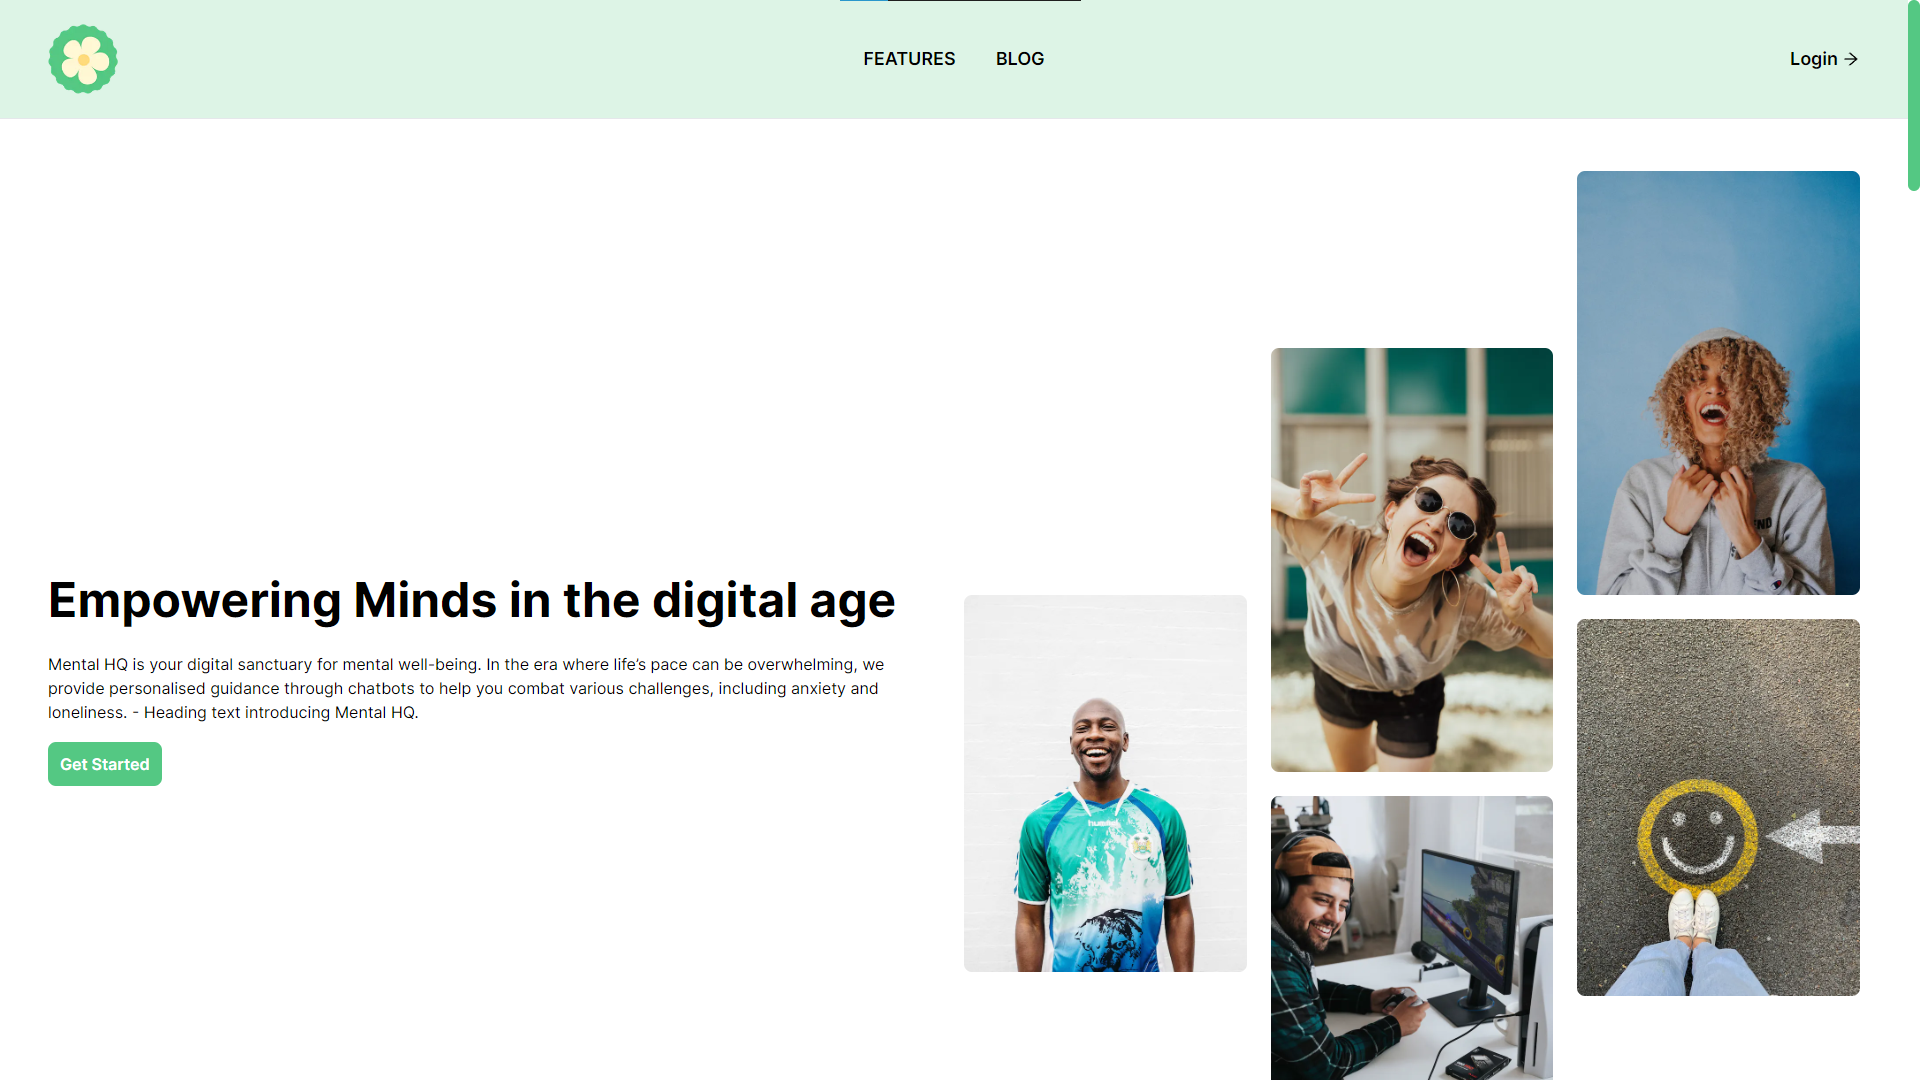 FEATURES
BLOG
Login
Empowering Minds in the digital age
Mental HQ is your digital sanctuary for mental well-being. In the era where life’s pace can be overwhelming, we
provide personalised guidance through chatbots to help you combat various challenges, including anxiety and
loneliness. - Heading text introducing Mental HQ.
Get Started
hummel